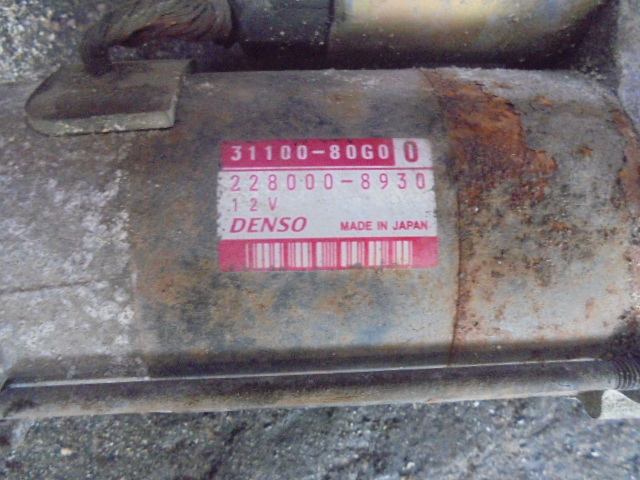 31100-80G0 0
228000-8930
12V
DENSO MADE IN JAPAN